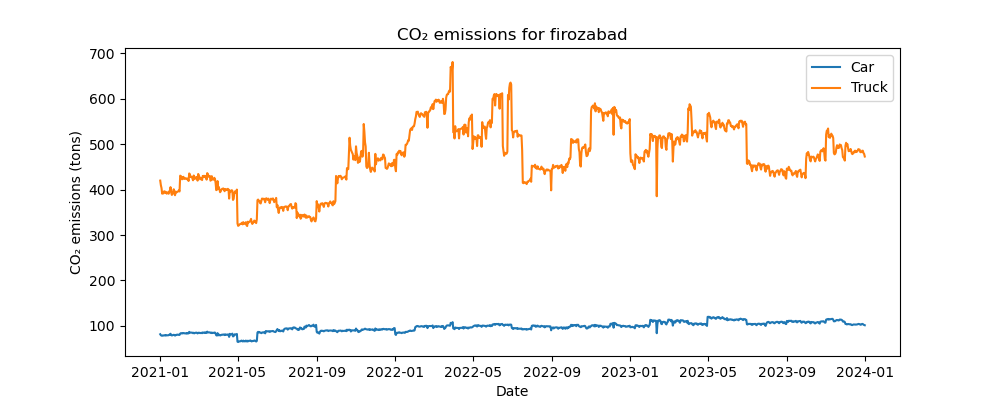 CO₂ emissions for firozabad
CO₂ emissions (tons)
700
600
500
400
300
200
100
Car
Truck
2021-01 2021-05 2021-09 2022-01 2022-05 2022-09 2023-01 2023-05 2023-09 2024-01
Date